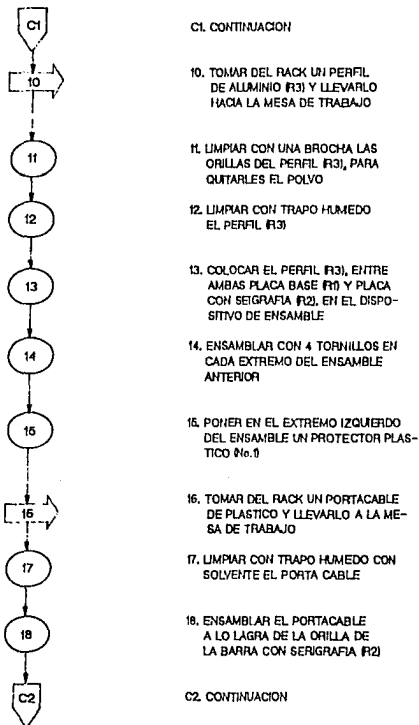 C1
C1. CONTINUACION
10
10. TOMAR DEL RACK UN PERFIL
DE ALUMINIO (R3) Y LLEVARLO
HACIA LA MESA DE TRABAJO
11
11. LIMPIAR CON UNA BROCHA LAS
ORILLAS DEL PERFIL (R3), PARA
QUITARLES EL POLVO
12
12. LIMPIAR CON TRAPO HUMEDO
EL PERFIL (R3)
13
13. COLOCAR EL PERFIL (R3), ENTRE
AMBAS PLACA BASE (R1) Y PLACA
CON SEIGRAFIA (R2), EN EL DISPO-
SITIVO DE ENSAMBLE
14
14. ENSAMBLAR CON 4 TORNILLOS EN
CADA EXTREMO DEL ENSAMBLE
ANTERIOR
15
15. PONER EN EL EXTREMO IZQUIERDO
DEL ENSAMBLE UN PROTECTOR PLAS-
TICO (No.1)
16
16. TOMAR DEL RACK UN PORTACABLE
DE PLASTICO Y LLEVARLO A LA ME-
SA DE TRABAJO
17
17. LIMPIAR CON TRAPO HUMEDO CON
SOLVENTE EL PORTA CABLE
18
18. ENSAMBLAR EL PORTACABLE
A LO LAGRA DE LA ORILLA DE
LA BARRA CON SERIGRAFIA (R2)
C2
C2. CONTINUACION